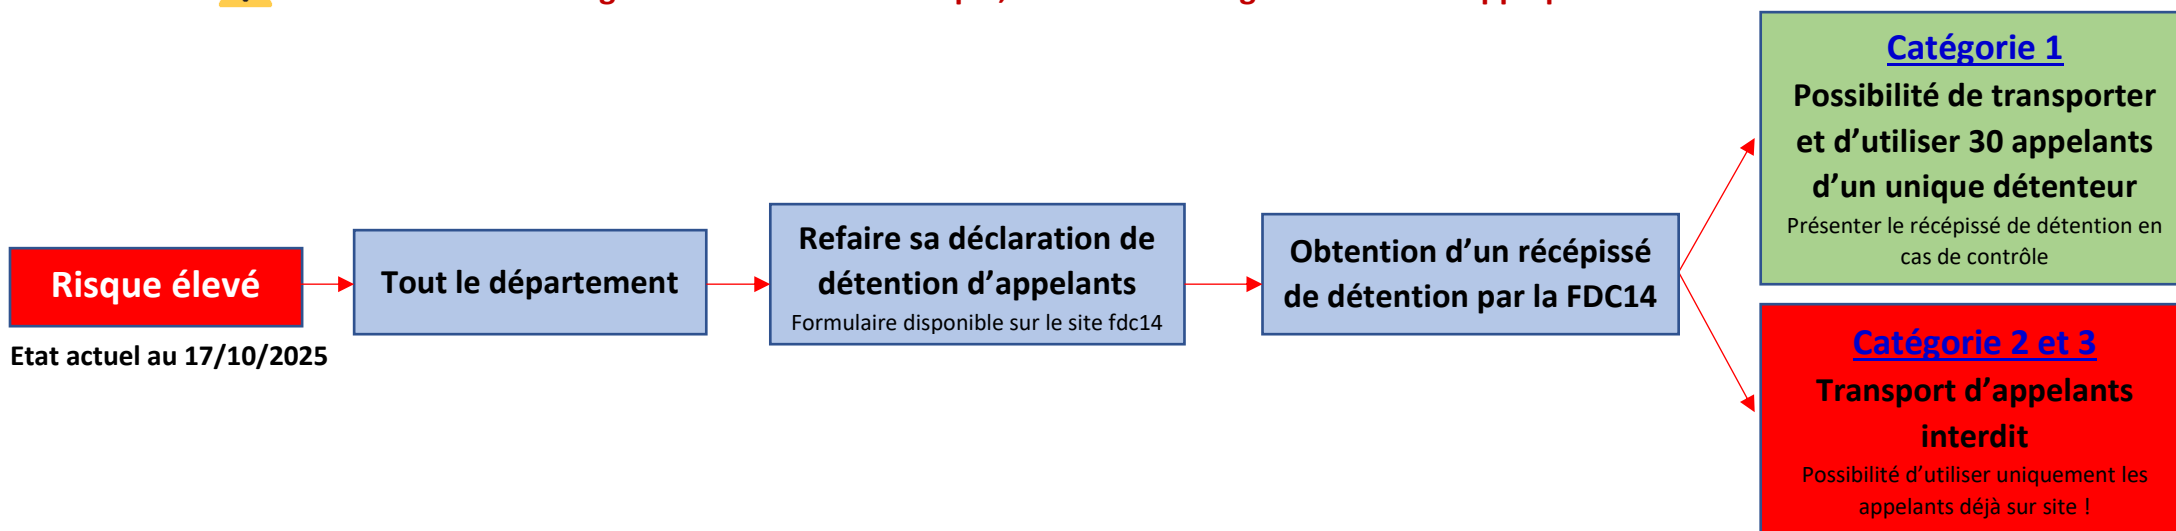 Risque élevé
Etat actuel au 17/10/2025
Tout le département
Refaire sa déclaration de
détention d’appelants
Formulaire disponible sur le site fdc14
Obtention d’un récépissé
de détention par la FDC14
Catégorie 1
Possibilité de transporter
et d’utiliser 30 appelants
d’un unique détenteur
Présenter le récépissé de détention en
cas de contrôle
Catégorie 2 et 3
Transport d’appelants
interdit
Possibilité d’utiliser uniquement les
appelants déjà sur site !